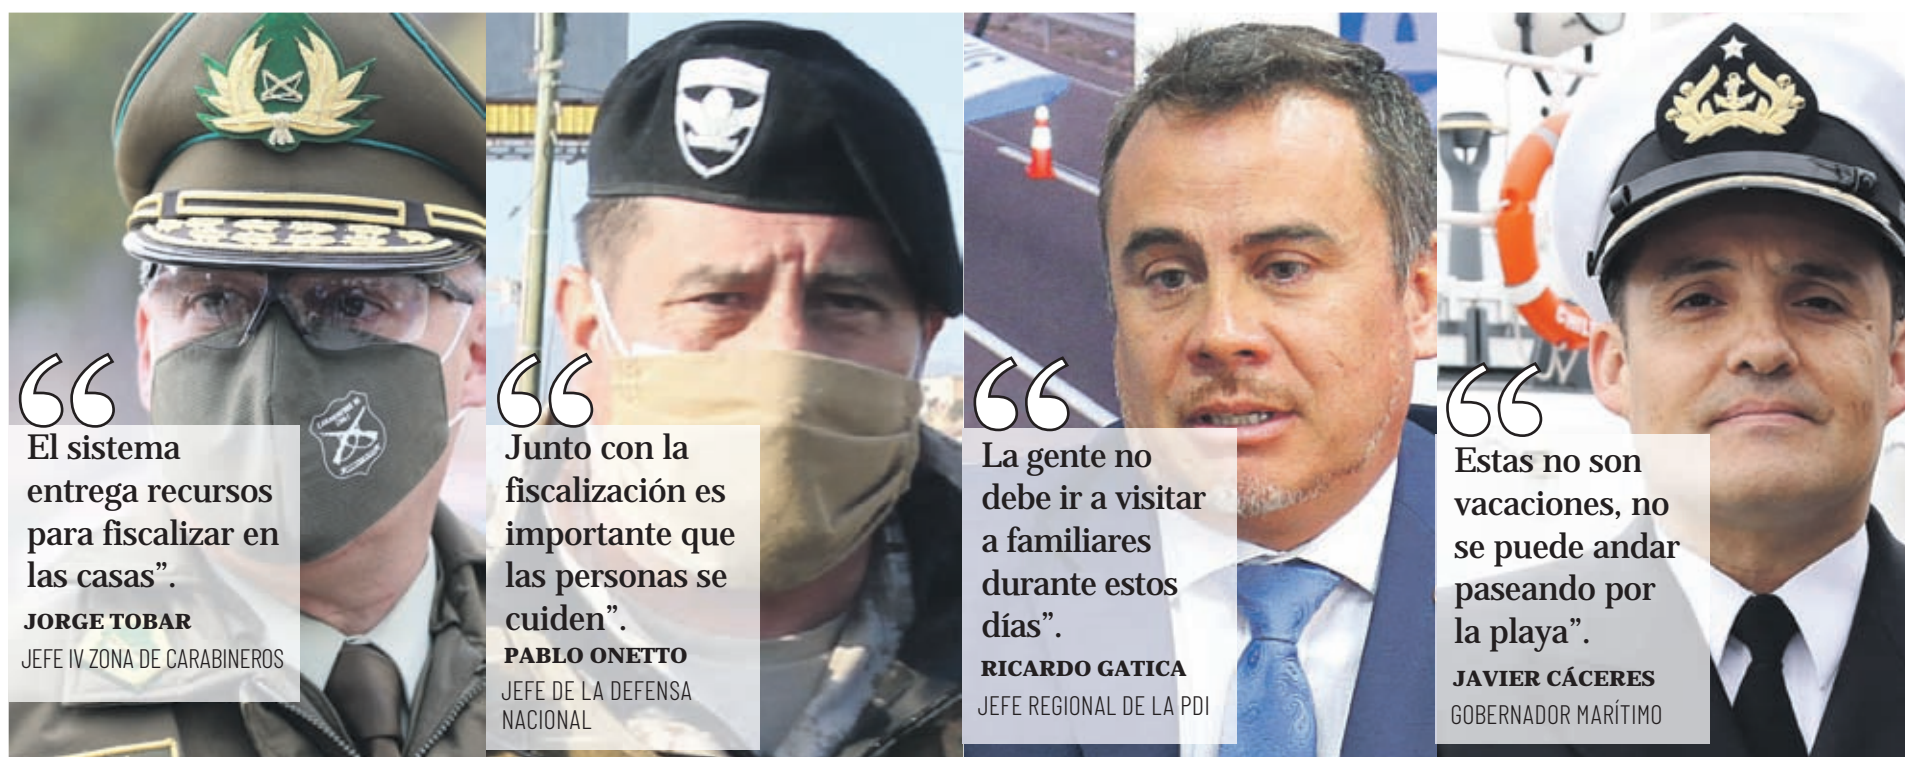 “
El sistema
entrega recursos
para fiscalizar en
las casas”.
JORGE TOBAR
JEFE IV ZONA DE CARABINEROS
“
Junto con la
fiscalización es
importante que
las personas se
cuiden”.
PABLO ONETTO
JEFE DE LA DEFENSA
NACIONAL
“
La gente no
debe ir a visitar
a familiares
durante estos
días”.
RICARDO GATICA
JEFE REGIONAL DE LA PDI
“
Estas no son
vacaciones, no
se puede andar
paseando por
la playa”.
JAVIER CÁCERES
GOBERNADOR MARÍTIMO